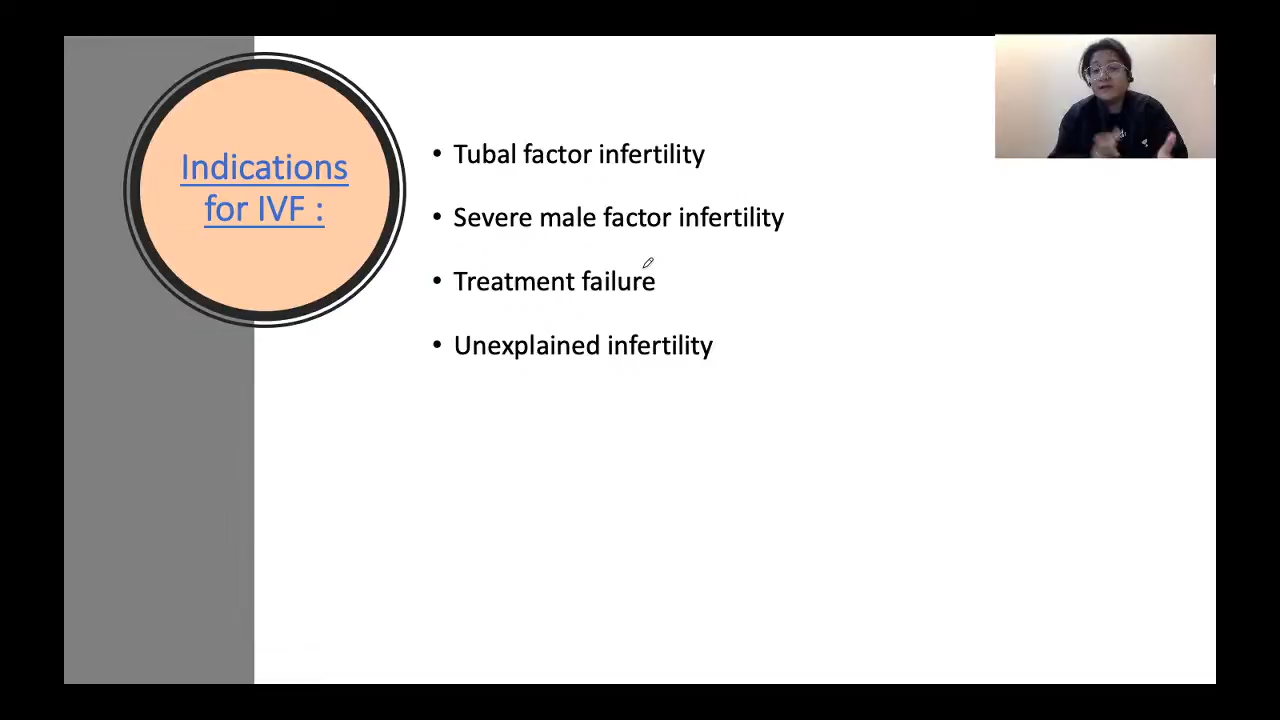 Indications
for IVF :
• Tubal factor infertility
• Severe male factor infertility
• Treatment failure
• Unexplained infertility